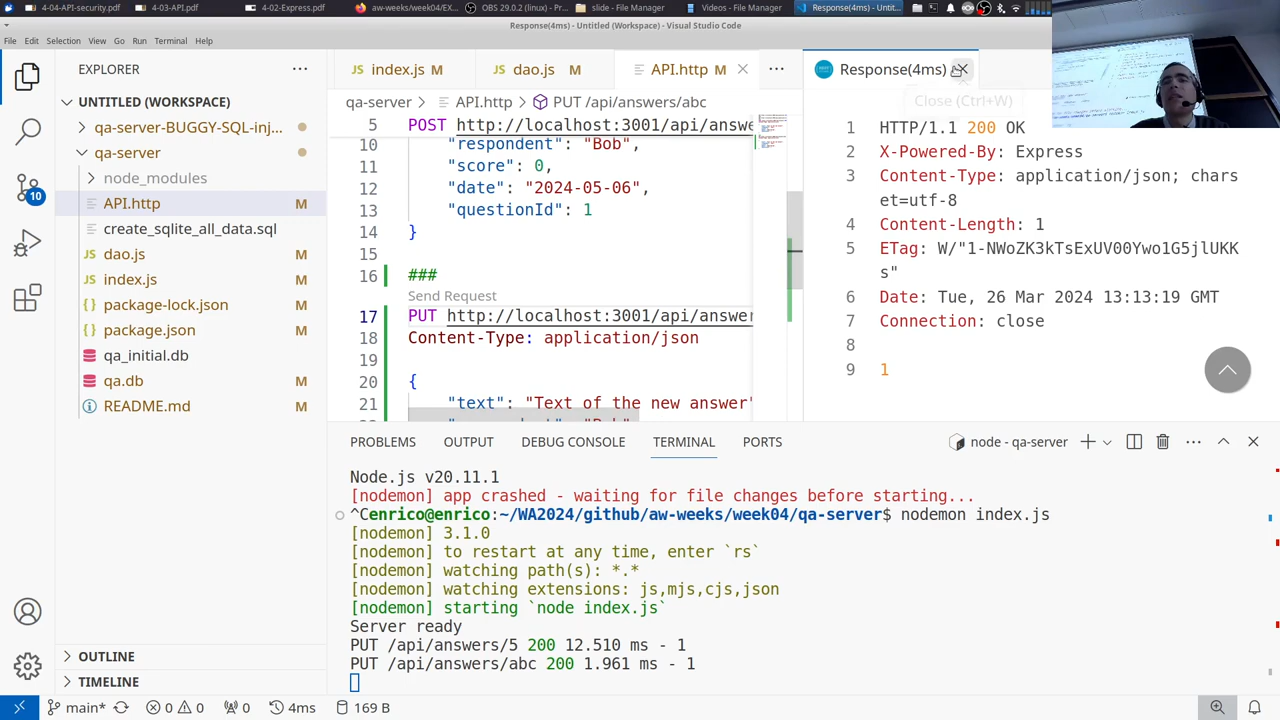 4-04-API-security.pdf
4-03-API.pdf
4-02-Express.pdf
aw-weeks/week04/EX...
OBS 29.0.2 (linux) - P...
slide - File Manager
Videos - File Manager
Response(4ms) - Untit...
Response(4ms) - Untitled (Workspace) - Visual Studio Code
File Edit Selection View Go Run Terminal Help
EXPLORER
UNTITLED (WORKSPACE)
qa-server-BUGGY-SQL-inj...
qa-server
node_modules
API.http M
create_sqlite_all_data.sql
dao.js M
index.js M
package-lock.json M
package.json M
qa_initial.db
qa.db M
README.md M
OUTLINE
TIMELINE
10
index.js M
dao.js M
API.http M
qa-server > API.http > PUT /api/answers/abc
5 POST http://localhost:3001/api/answe
10 "respondent": "Bob",
11 "score": 0,
12 "date": "2024-05-06",
13 "questionId": 1
14 }
15
16 ###
Send Request
17 PUT http://localhost:3001/api/answer
18 Content-Type: application/json
19
20 {
21 "text": "Text of the new answer"
Response(4ms)
Close (Ctrl+W)
1 HTTP/1.1 200 OK
2 X-Powered-By: Express
3 Content-Type: application/json; chars
et=utf-8
4 Content-Length: 1
5 ETag: W/"1-NWoZK3kTsExUV00Ywo1G5jlUKK
s"
6 Date: Tue, 26 Mar 2024 13:13:19 GMT
7 Connection: close
8
9 1
PROBLEMS OUTPUT DEBUG CONSOLE TERMINAL PORTS
node - qa-server
Node.js v20.11.1
[nodemon] app crashed - waiting for file changes before starting...
^Cenrico@enrico:~/WA2024/github/aw-weeks/week04/qa-server$ nodemon index.js
[nodemon] 3.1.0
[nodemon] to restart at any time, enter `rs`
[nodemon] watching path(s): *.*
[nodemon] watching extensions: js,mjs,cjs,json
[nodemon] starting `node index.js`
Server ready
PUT /api/answers/5 200 12.510 ms - 1
PUT /api/answers/abc 200 1.961 ms - 1
main* 0 0 0 4ms 169 B